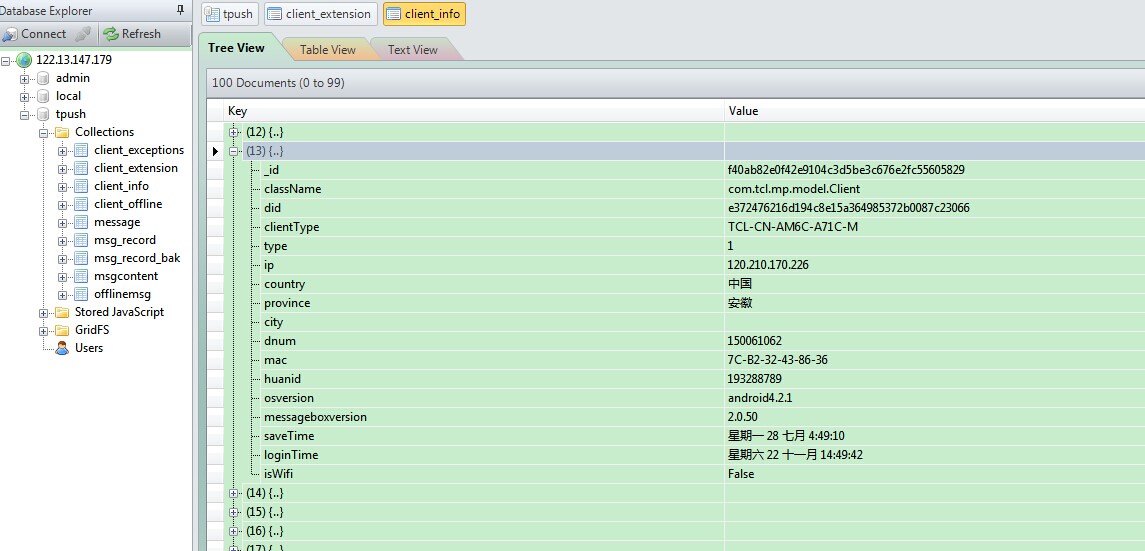 Database Explorer
Connect Refresh
122.13.147.179
admin
local
tpush
Collections
client_exceptions
client_extension
client_info
client_offline
message
msg_record
msg_record_bak
msgcontent
offlinemsg
Stored JavaScript
GridFS
Users
tpush client_extension client_info
Tree View Table View Text View
100 Documents (0 to 99)
Key Value
(12) {..}
(13) {..}
_id f40ab82e0f42e9104c3d5be3c676e2fc55605829
className com.tcl.mp.model.Client
did e372476216d194c8e15a364985372b0087c23066
clientType TCL-CN-AM6C-A71C-M
type 1
ip 120.210.170.226
country 中国
province 安徽
city
dnum 150061062
mac 7C-B2-32-43-86-36
huanid 193288789
osversion android4.2.1
messageboxversion 2.0.50
saveTime 星期一 28 七月 4:49:10
loginTime 星期六 22 十一月 14:49:42
isWifi False
(14) {..}
(15) {..}
(16) {..}
(17) {..}